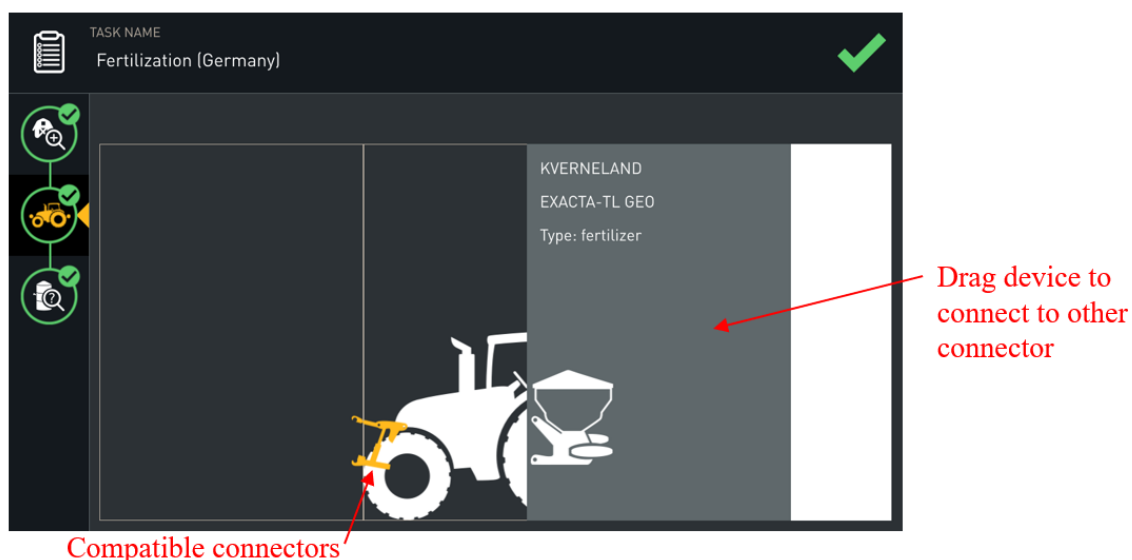 TASK NAME
Fertilization (Germany)
KVERNELAND
EXACTA-TL GEO
Type: fertilizer
Drag device to
connect to other
connector
Compatible connectors